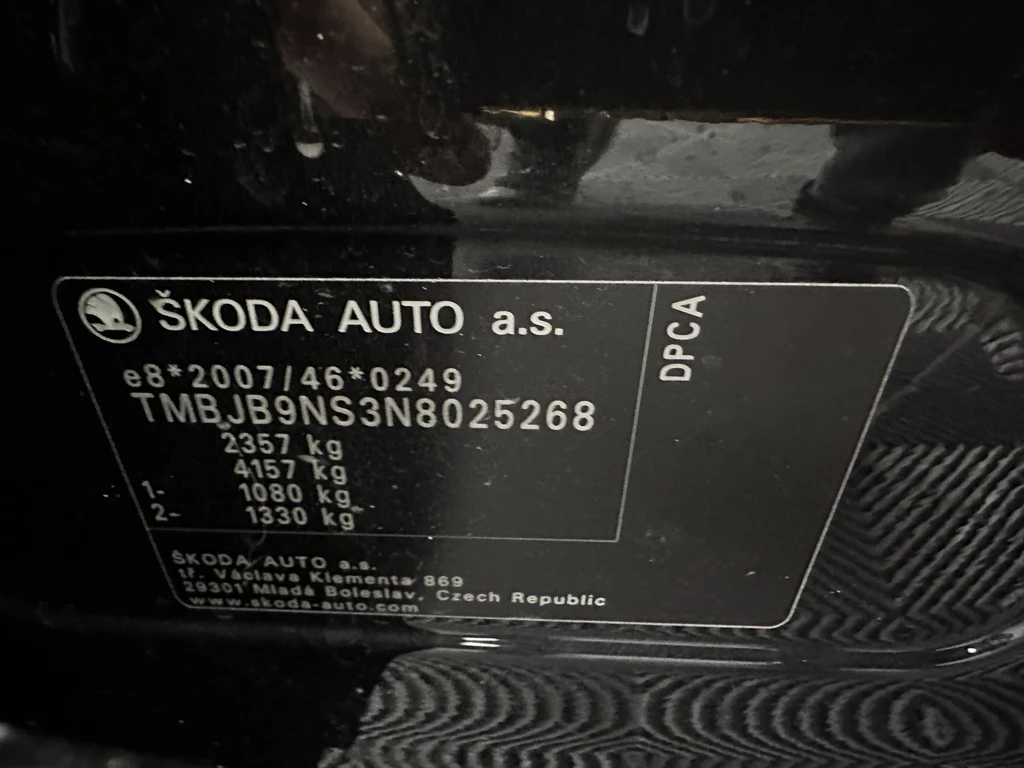 ŠKODA AUTO a.s.
DPCA
e8*2007/46*0249
TMBJB9NS3N8025268
2357 kg
4157 kg
1- 1080 kg
2- 1330 kg
ŠKODA AUTO a.s.
tř. Václava Klementa 869
29301 Mladá Boleslav, Czech Republic
www.skoda-auto.com